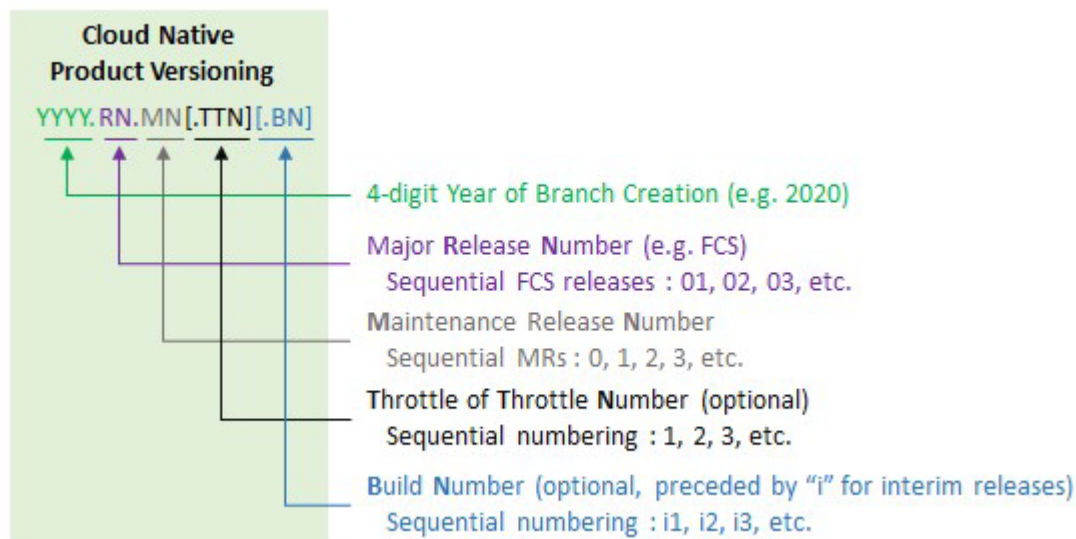 Cloud Native
Product Versioning
YYYY.RN.MN[.TTN][.BN]
4-digit Year of Branch Creation (e.g. 2020)
Major Release Number (e.g. FCS)
Sequential FCS releases : 01, 02, 03, etc.
Maintenance Release Number
Sequential MRs : 0, 1, 2, 3, etc.
Throttle of Throttle Number (optional)
Sequential numbering : 1, 2, 3, etc.
Build Number (optional, preceded by “i” for interim releases)
Sequential numbering : i1, i2, i3, etc.